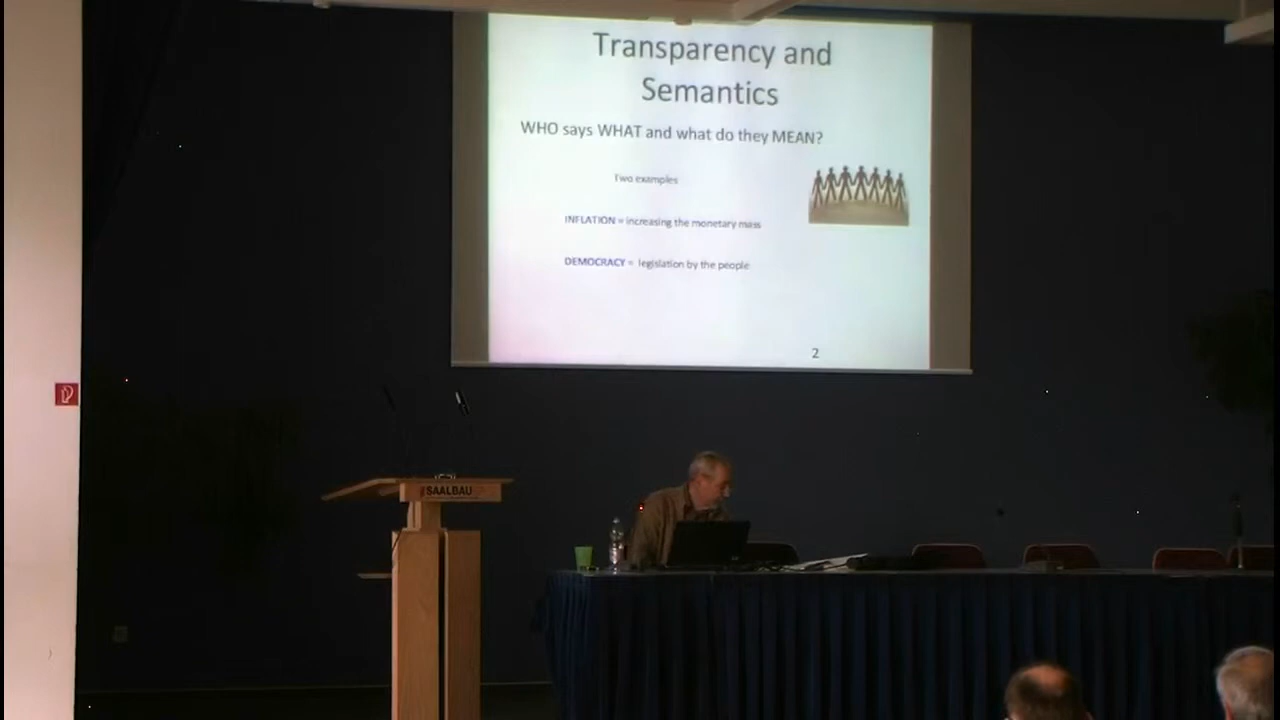 Transparency and
Semantics
WHO says WHAT and what do they MEAN?
Two examples
INFLATION = increasing the monetary mass
DEMOCRACY = legislation by the people
2
SAALBAU